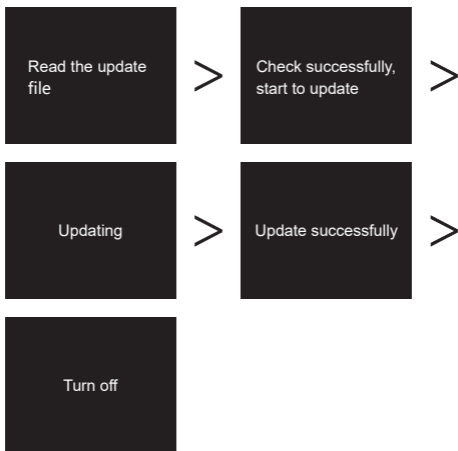 Read the update
file
>
Check successfully,
start to update
>
Updating
>
Update successfully
>
Turn off